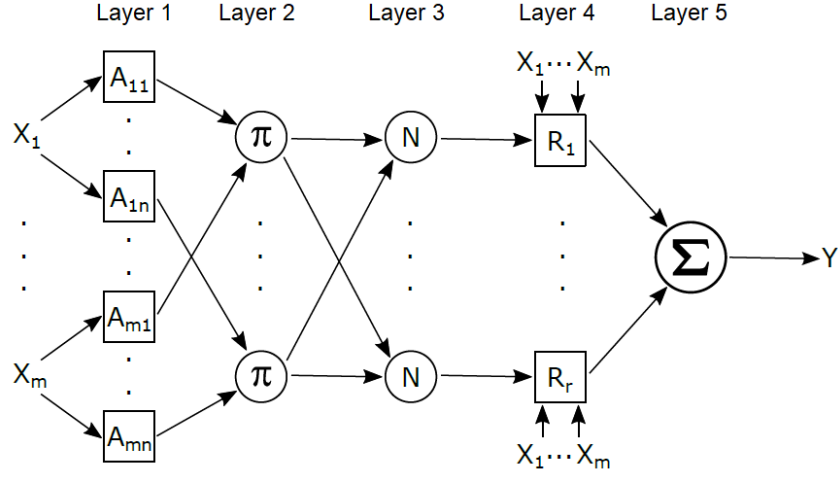 Layer 1 Layer 2 Layer 3 Layer 4 Layer 5
X1···Xm
A11
X1 π N R1
A1n
Σ Y
Am1
Xm π N Rr
Amn
X1···Xm